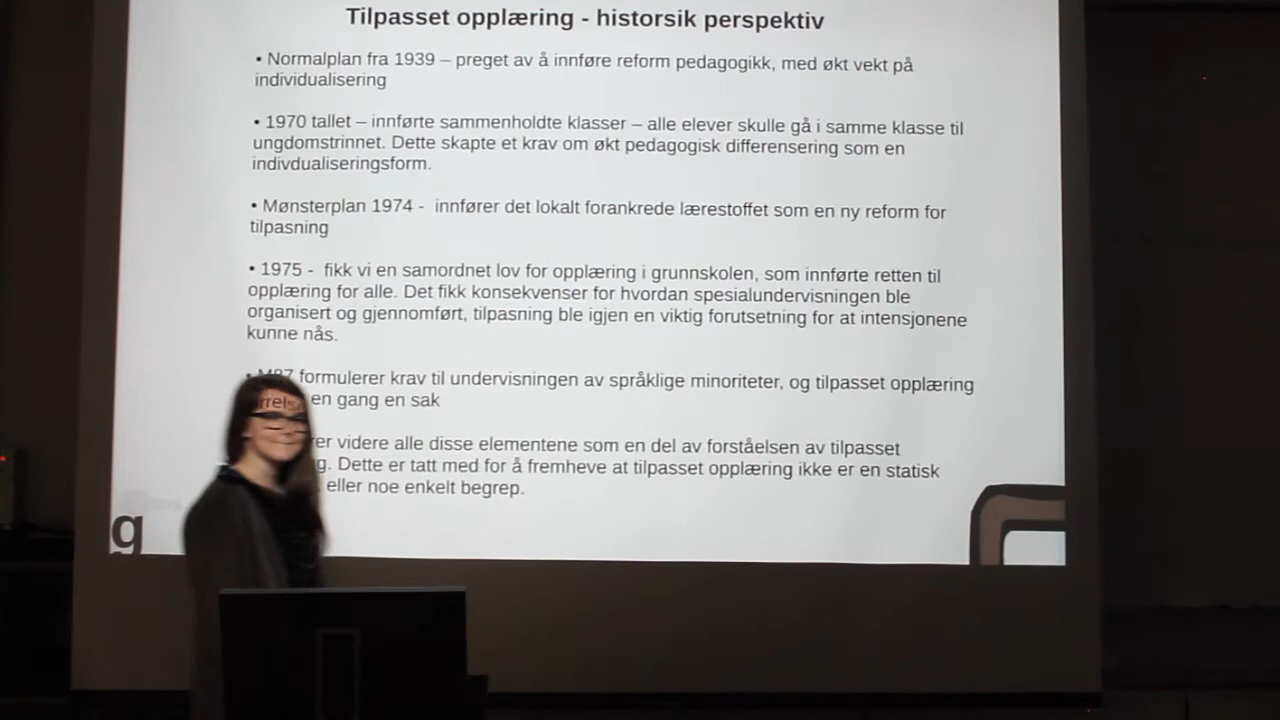 Tilpasset opplæring - historsik perspektiv
• Normalplan fra 1939 – preget av å innføre reform pedagogikk, med økt vekt på
individualisering
• 1970 tallet – innførte sammenholdte klasser – alle elever skulle gå i samme klasse til
ungdomstrinnet. Dette skapte et krav om økt pedagogisk differensering som en
indivdualiseringsform.
• Mønsterplan 1974 - innfører det lokalt forankrede lærestoffet som en ny reform for
tilpasning
• 1975 - fikk vi en samordnet lov for opplæring i grunnskolen, som innførte retten til
opplæring for alle. Det fikk konsekvenser for hvordan spesialundervisningen ble
organisert og gjennomført, tilpasning ble igjen en viktig forutsetning for at intensjonene
kunne nås.
• M87 formulerer krav til undervisningen av språklige minoriteter, og tilpasset opplæring
en gang en sak
videre alle disse elementene som en del av forståelsen av tilpasset
Dette er tatt med for å fremheve at tilpasset opplæring ikke er en statisk
eller noe enkelt begrep.
g